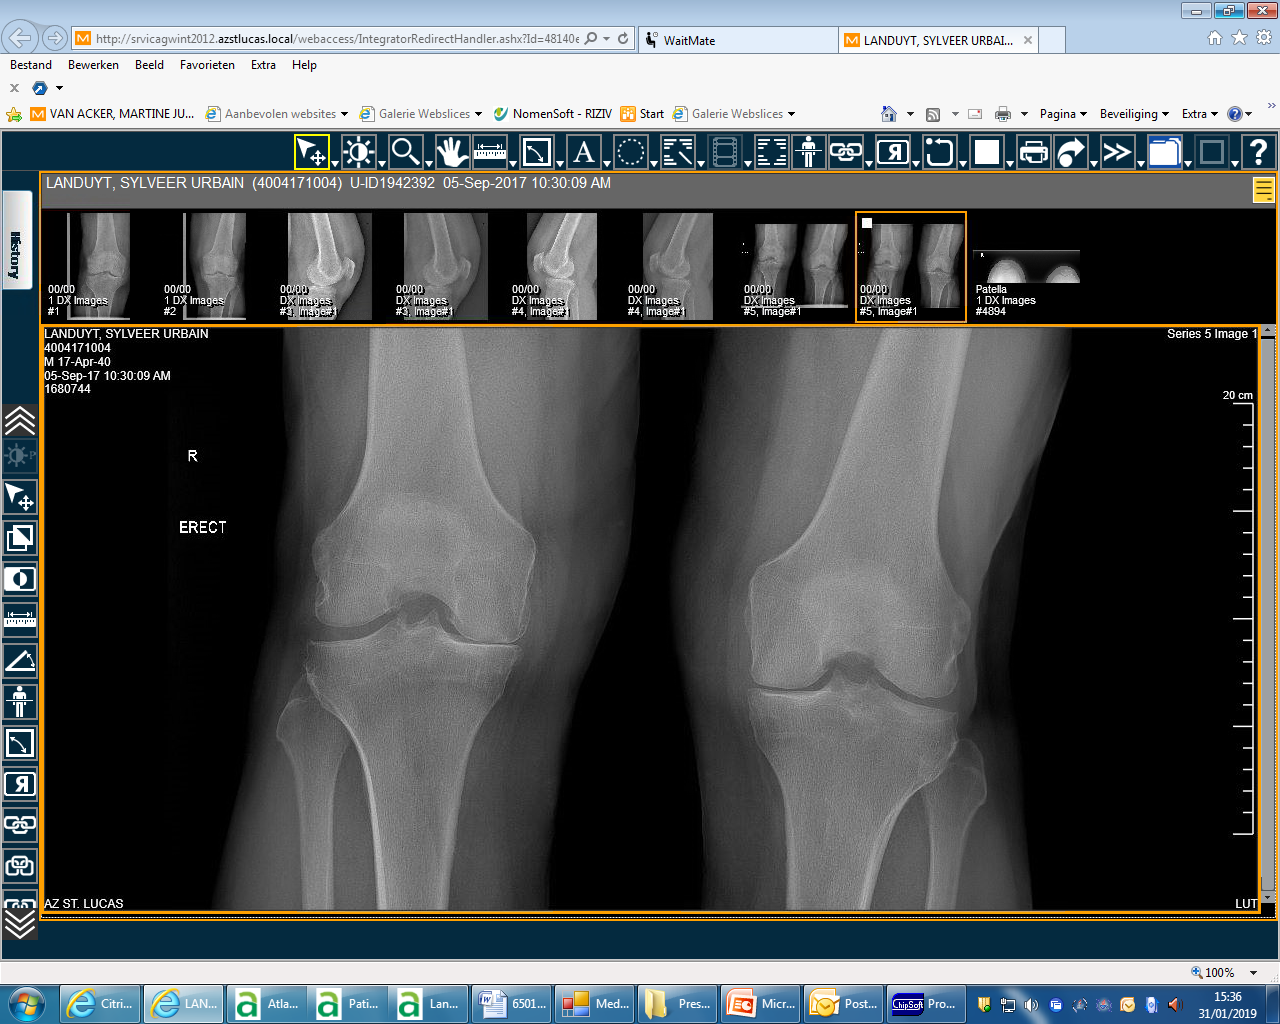 http://srvicagwint2012.azstlucas.local/webaccess/IntegratorRedirectHandler.ashx?Id=48140e
WaitMate
LANDUYT, SYLVEER URBAI...
Bestand Bewerken Beeld Favorieten Extra Help
VAN ACKER, MARTINE JU... Aanbevolen websites Galerie Webslices NomenSoft - RIZIV Start Galerie Webslices Pagina Beveiliging Extra
LANDUYT, SYLVEER URBAIN (4004171004) U-ID1942392 05-Sep-2017 10:30:09 AM
History
00/00
1 DX Images
#1
00/00
1 DX Images
#2
00/00
DX Images
#3, Image#1
00/00
DX Images
#3, Image#1
00/00
DX Images
#4, Image#1
00/00
DX Images
#4, Image#1
00/00
DX Images
#5, Image#1
00/00
DX Images
#5, Image#1
Patella
1 DX Images
#4894
LANDUYT, SYLVEER URBAIN
4004171004
M 17-Apr-40
05-Sep-17 10:30:09 AM
1680744
Series 5 Image 1
20 cm
R
ERECT
AZ ST. LUCAS
LUT
100%
Citri... LAN... Atla... Pati... Lan... 6501... Med... Pres... Micr... Post... ChipSoft Pro...
15:36
31/01/2019